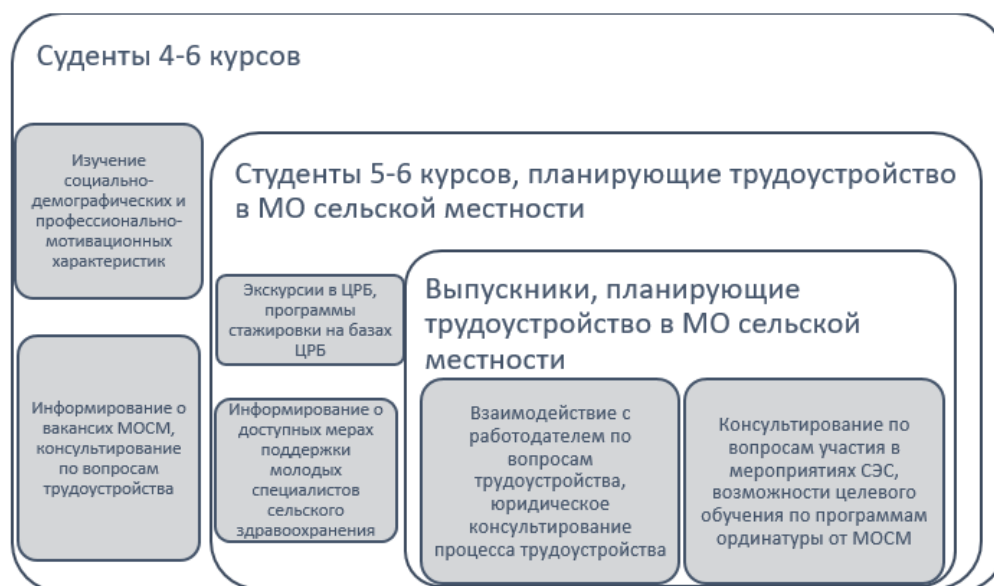 Суденты 4-6 курсов
Изучение
социально-
демографических и
профессионально-
мотивационных
характеристик
Информирование о
вакансих МОСМ,
консультирование
по вопросам
трудоустройства
Студенты 5-6 курсов, планирующие трудоустройство
в МО сельской местности
Экскурсии в ЦРБ,
программы
стажировки на базах
ЦРБ
Информирование о
доступных мерах
поддержки
молодых
специалистов
сельского
здравоохранения
Выпускники, планирующие
трудоустройство в МО сельской
местности
Взаимодействие с
работодателем по
вопросам
трудоустройства,
юридическое
консультирование
процесса трудоустройства
Консультирование по
вопросам участия в
мероприятиях СЭС,
возможности целевого
обучения по программам
ординатуры от МОСМ